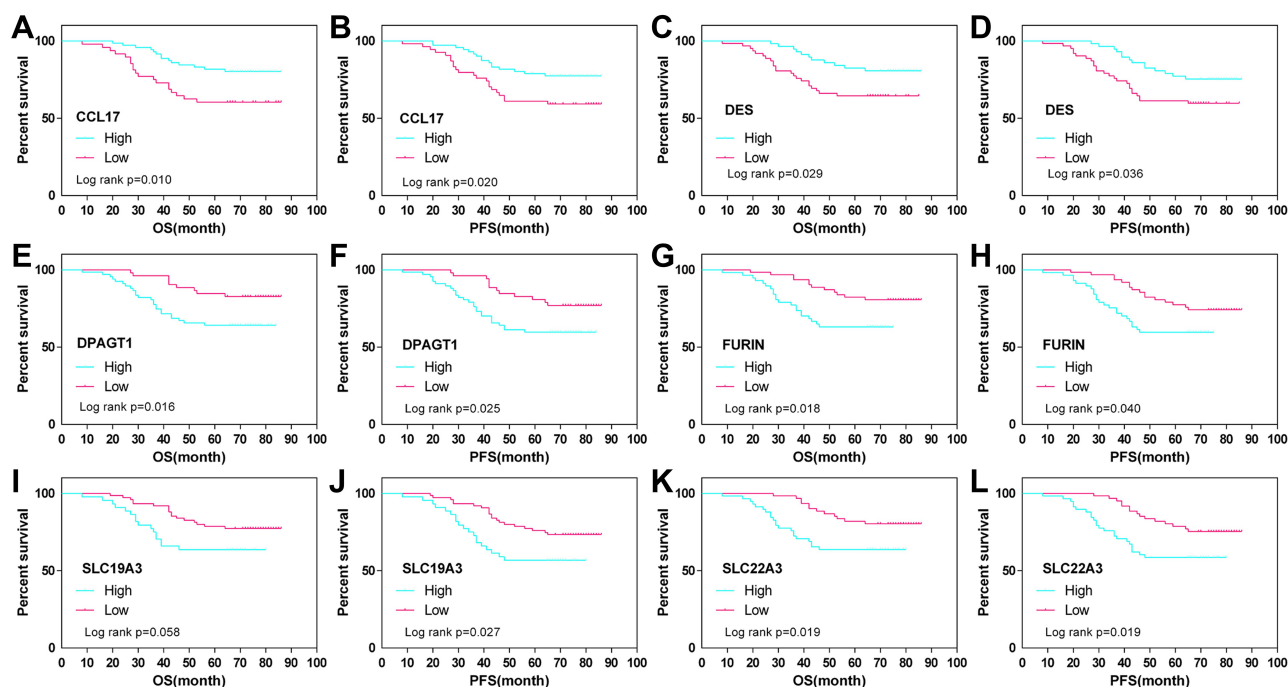 A
Percent survival
100
50
0
CCL17
High
Low
Log rank p=0.010
0 10 20 30 40 50 60 70 80 90 100
OS(month)
B
Percent survival
100
50
0
CCL17
High
Low
Log rank p=0.020
0 10 20 30 40 50 60 70 80 90 100
PFS(month)
C
Percent survival
100
50
0
DES
High
Low
Log rank p=0.029
0 10 20 30 40 50 60 70 80 90 100
OS(month)
D
Percent survival
100
50
0
DES
High
Low
Log rank p=0.036
0 10 20 30 40 50 60 70 80 90 100
PFS(month)
E
Percent survival
100
50
0
DPAGT1
High
Low
Log rank p=0.016
0 10 20 30 40 50 60 70 80 90 100
OS(month)
F
Percent survival
100
50
0
DPAGT1
High
Low
Log rank p=0.025
0 10 20 30 40 50 60 70 80 90 100
PFS(month)
G
Percent survival
100
50
0
FURIN
High
Low
Log rank p=0.018
0 10 20 30 40 50 60 70 80 90 100
OS(month)
H
Percent survival
100
50
0
FURIN
High
Low
Log rank p=0.040
0 10 20 30 40 50 60 70 80 90 100
PFS(month)
I
Percent survival
100
50
0
SLC19A3
High
Low
Log rank p=0.058
0 10 20 30 40 50 60 70 80 90 100
OS(month)
J
Percent survival
100
50
0
SLC19A3
High
Low
Log rank p=0.027
0 10 20 30 40 50 60 70 80 90 100
PFS(month)
K
Percent survival
100
50
0
SLC22A3
High
Low
Log rank p=0.019
0 10 20 30 40 50 60 70 80 90 100
OS(month)
L
Percent survival
100
50
0
SLC22A3
High
Low
Log rank p=0.019
0 10 20 30 40 50 60 70 80 90 100
PFS(month)